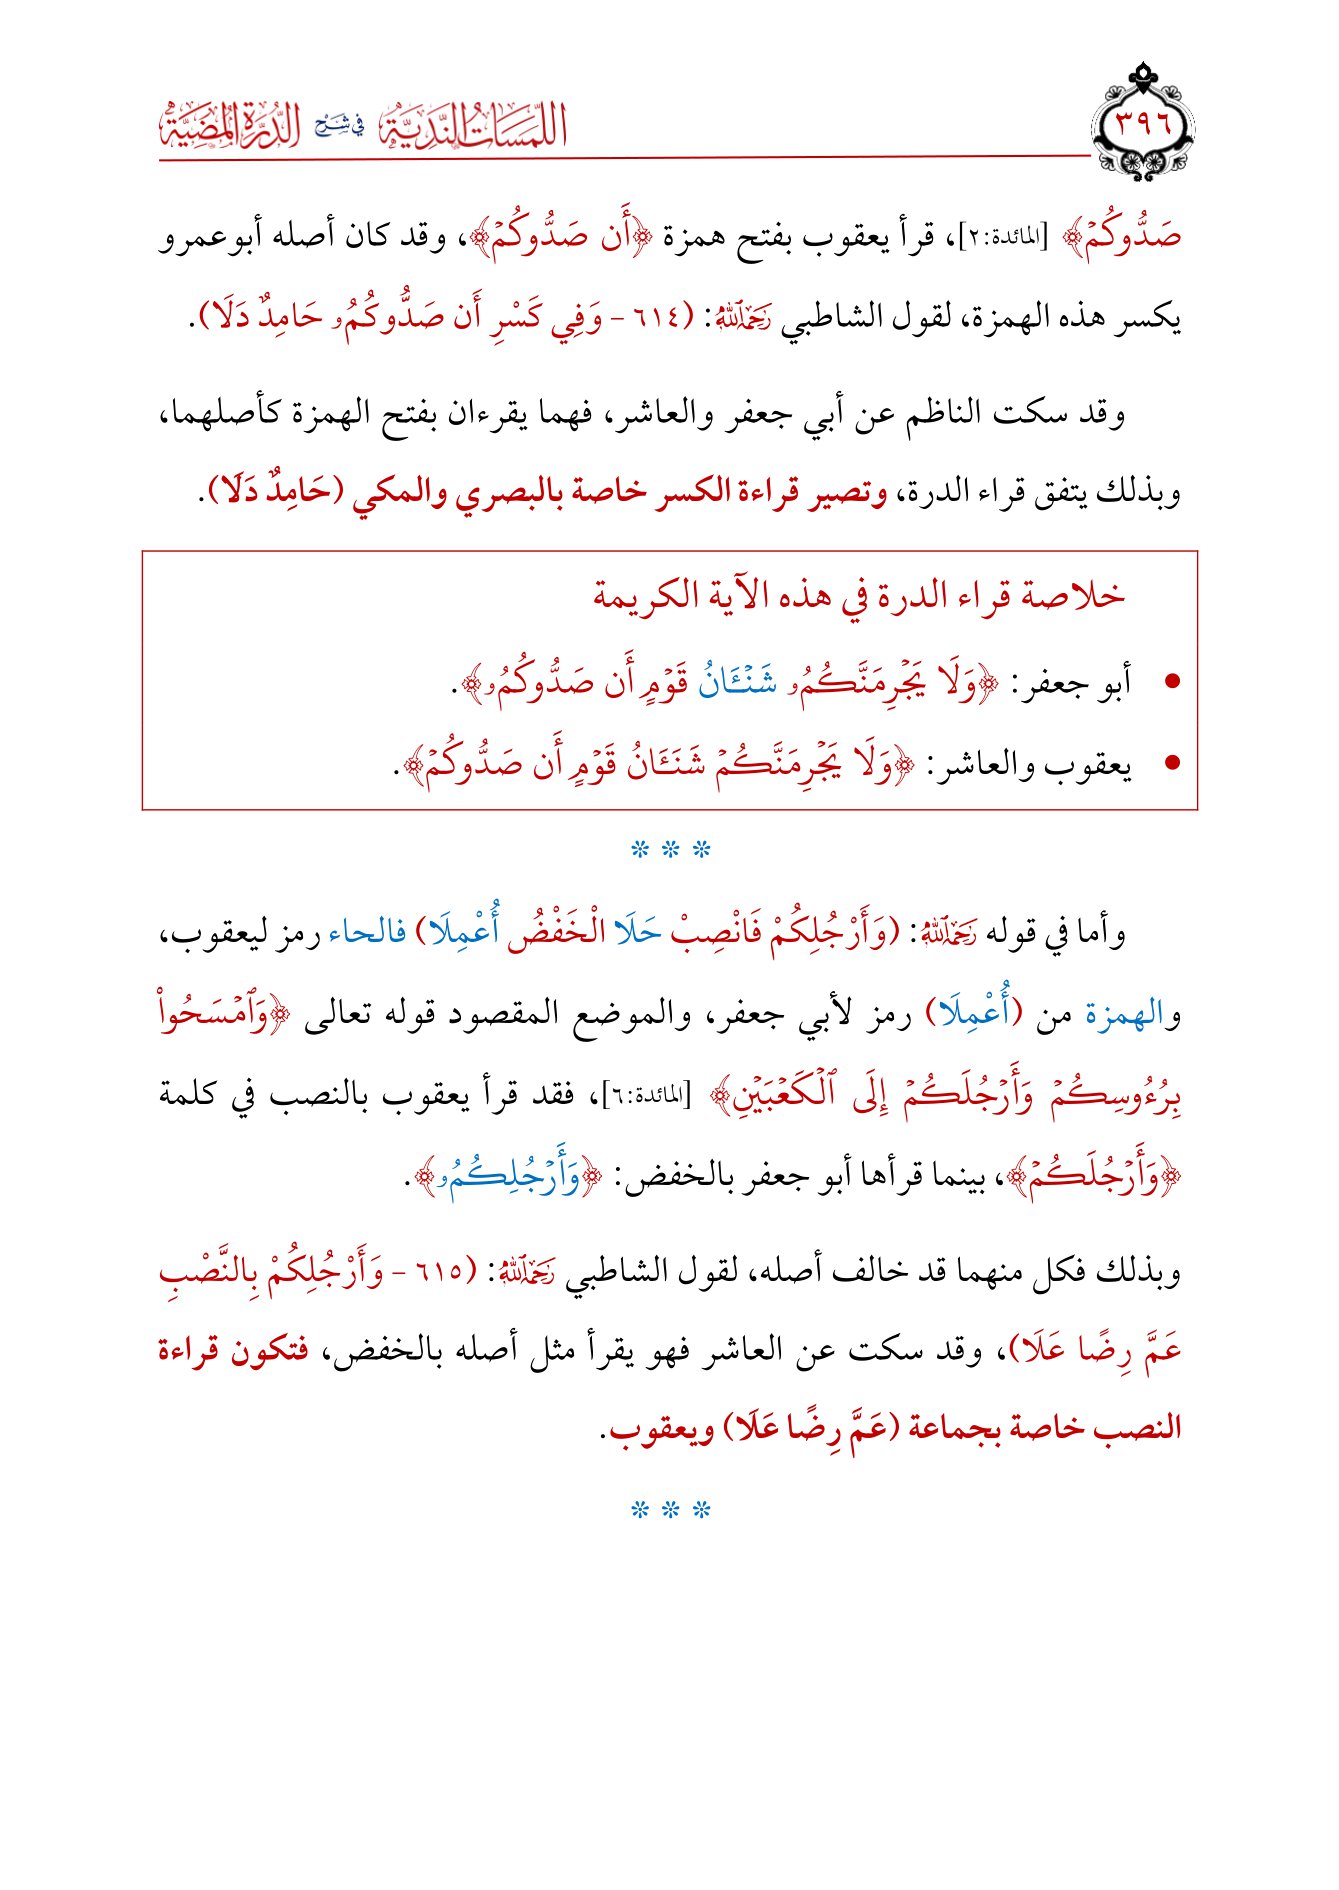 ٣٩٦
اللَّمَسَاتُ النَّدِيَّةُ فِي شَرْحِ الدُّرَّةِ الْمُضِيَّةِ
صَدُّوكُمۡ﴾ [المائدة:٢]، قرأ يعقوب بفتح همزة ﴿أَن صَدُّوكُمۡ﴾، وقد كان أصله أبوعمرو
يكسر هذه الهمزة، لقول الشاطبي رَحِمَهُ ٱللَّهُ: (٦١٤ - وَفِي كَسْرِ أَن صَدُّوكُمُۥ حَامِدٌ دَلَا).
وقد سكت الناظم عن أبي جعفر والعاشر، فهما يقرءان بفتح الهمزة كأصلهما،
وبذلك يتفق قراء الدرة، وتصير قراءة الكسر خاصة بالبصري والمكي (حَامِدٌ دَلَا).
خلاصة قراء الدرة في هذه الآية الكريمة
• أبو جعفر: ﴿وَلَا يَجۡرِمَنَّكُمُۥ شَنۡـَٔانُ قَوۡمٍ أَن صَدُّوكُمُۥ﴾.
• يعقوب والعاشر: ﴿وَلَا يَجۡرِمَنَّكُمۡ شَنَـَٔانُ قَوۡمٍ أَن صَدُّوكُمۡ﴾.
* * *
وأما في قوله رَحِمَهُ ٱللَّهُ: (وَأَرْجُلِكُمْ فَانْصِبْ حَلَا الْخَفْضُ أُعْمِلَا) فالحاء رمز ليعقوب،
والهمزة من (أُعْمِلَا) رمز لأبي جعفر، والموضع المقصود قوله تعالى ﴿وَٱمۡسَحُواْ
بِرُءُوسِكُمۡ وَأَرۡجُلَكُمۡ إِلَى ٱلۡكَعۡبَيۡنِ﴾ [المائدة:٦]، فقد قرأ يعقوب بالنصب في كلمة
﴿وَأَرۡجُلَكُمۡ﴾، بينما قرأها أبو جعفر بالخفض: ﴿وَأَرۡجُلِكُمُۥ﴾.
وبذلك فكل منهما قد خالف أصله، لقول الشاطبي رَحِمَهُ ٱللَّهُ: (٦١٥ - وَأَرْجُلِكُمْ بِالنَّصْبِ
عَمَّ رِضًا عَلَا)، وقد سكت عن العاشر فهو يقرأ مثل أصله بالخفض، فتكون قراءة
النصب خاصة بجماعة (عَمَّ رِضًا عَلَا) ويعقوب.
* * *